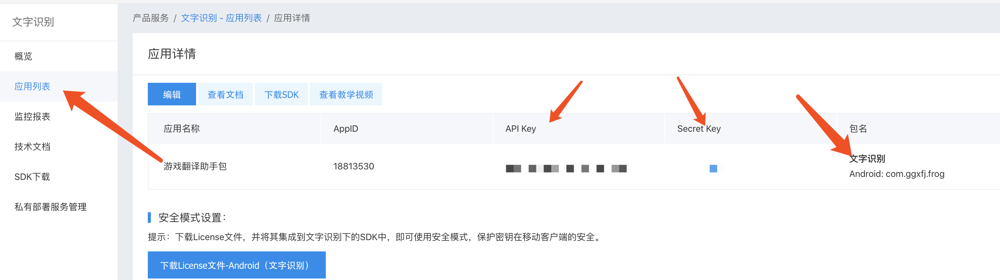 文字识别
概览
应用列表
监控报表
技术文档
SDK下载
私有部署服务管理
产品服务 / 文字识别 - 应用列表 / 应用详情
应用详情
编辑 查看文档 下载SDK 查看教学视频
应用名称 AppID API Key Secret Key 包名
游戏翻译助手包 18813530 文字识别
Android: com.ggxfj.frog
安全模式设置：
提示：下载License文件，并将其集成到文字识别下的SDK中，即可使用安全模式，保护密钥在移动客户端的安全。
下载License文件-Android（文字识别）